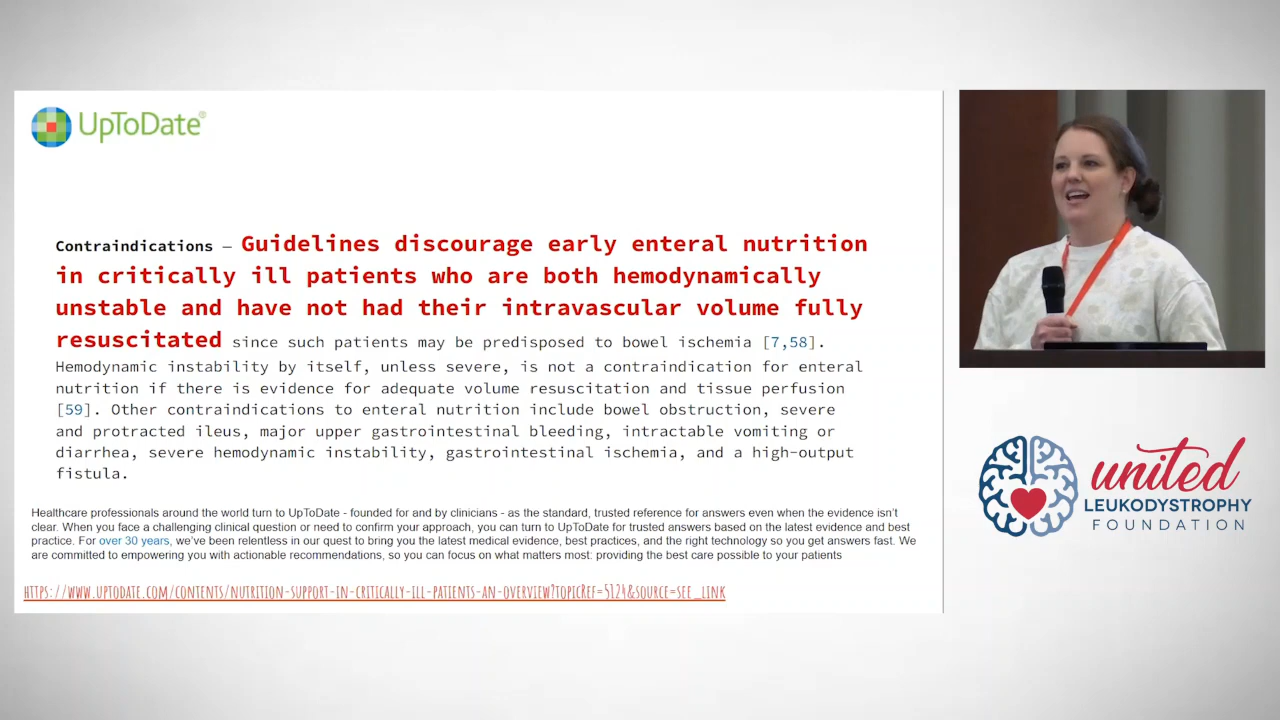 UpToDate®
Contraindications – Guidelines discourage early enteral nutrition
in critically ill patients who are both hemodynamically
unstable and have not had their intravascular volume fully
resuscitated since such patients may be predisposed to bowel ischemia [7,58].
Hemodynamic instability by itself, unless severe, is not a contraindication for enteral
nutrition if there is evidence for adequate volume resuscitation and tissue perfusion
[59]. Other contraindications to enteral nutrition include bowel obstruction, severe
and protracted ileus, major upper gastrointestinal bleeding, intractable vomiting or
diarrhea, severe hemodynamic instability, gastrointestinal ischemia, and a high-output
fistula.
Healthcare professionals around the world turn to UpToDate - founded for and by clinicians - as the standard, trusted reference for answers even when the evidence isn't
clear. When you face a challenging clinical question or need to confirm your approach, you can turn to UpToDate for trusted answers based on the latest evidence and best
practice. For over 30 years, we've been relentless in our quest to bring you the latest medical evidence, best practices, and the right technology so you get answers fast. We
are committed to empowering you with actionable recommendations, so you can focus on what matters most: providing the best care possible to your patients
HTTPS://WWW.UPTODATE.COM/CONTENTS/NUTRITION-SUPPORT-IN-CRITICALLY-ILL-PATIENTS-AN-OVERVIEW?TOPICREF=5124&SOURCE=SEE_LINK
united
LEUKODYSTROPHY
FOUNDATION